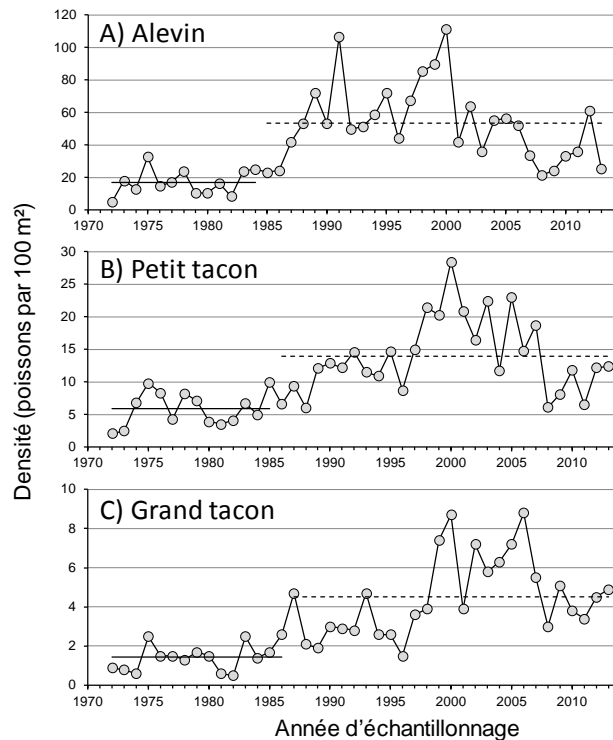 A) Alevin
120
100
80
60
40
20
0
1970 1975 1980 1985 1990 1995 2000 2005 2010
B) Petit tacon
30
25
20
15
10
5
0
1970 1975 1980 1985 1990 1995 2000 2005 2010
C) Grand tacon
10
8
6
4
2
0
1970 1975 1980 1985 1990 1995 2000 2005 2010
Densité (poissons par 100 m²)
Année d'échantillonnage